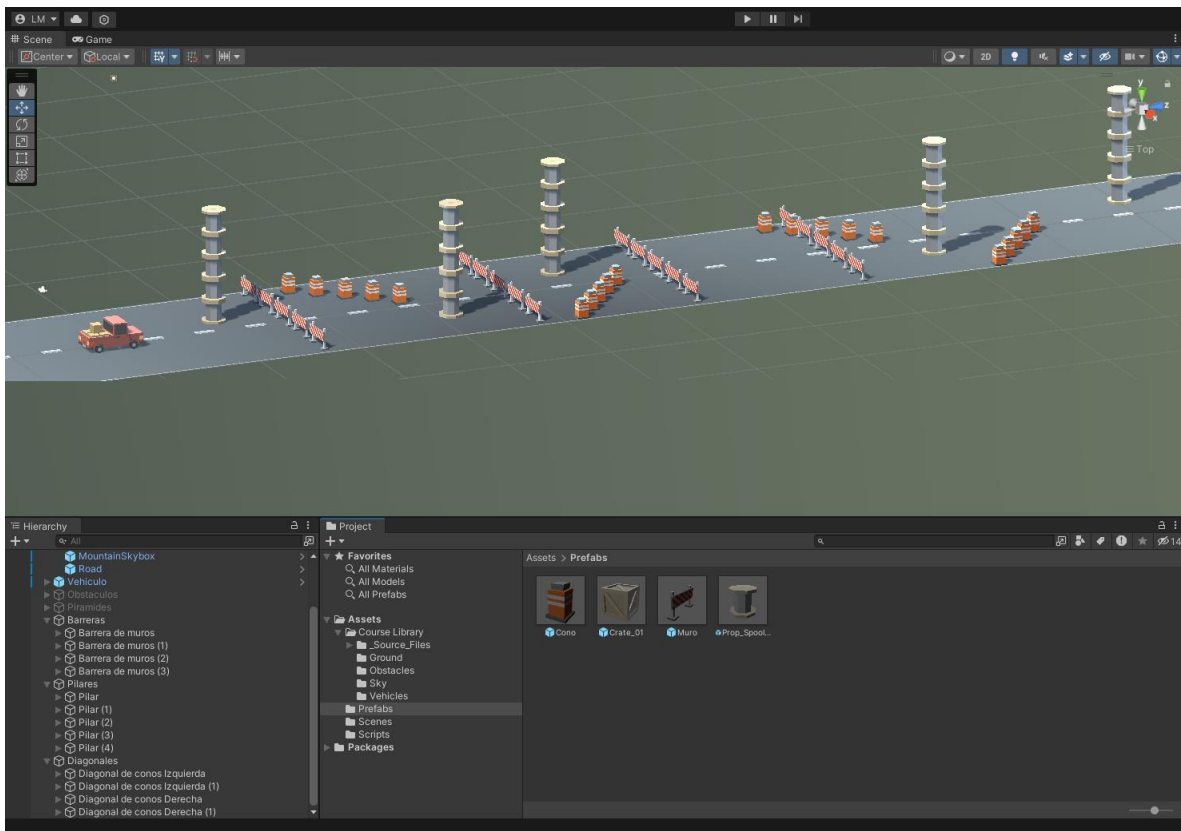 LM
Scene Game
Center Local 2D
y
z
x
Top
Hierarchy
All
MountainSkybox
Road
Vehiculo
Obstaculos
Piramides
Barreras
Barrera de muros
Barrera de muros (1)
Barrera de muros (2)
Barrera de muros (3)
Pilares
Pilar
Pilar (1)
Pilar (2)
Pilar (3)
Pilar (4)
Diagonales
Diagonal de conos Izquierda
Diagonal de conos Izquierda (1)
Diagonal de conos Derecha
Diagonal de conos Derecha (1)
Project
14
Favorites
All Materials
All Models
All Prefabs
Assets
Course Library
_Source_Files
Ground
Obstacles
Sky
Vehicles
Prefabs
Scenes
Scripts
Packages
Assets > Prefabs
Cono Crate_01 Muro Prop_Spool...